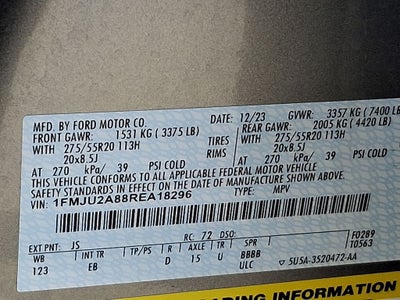 MFD. BY FORD MOTOR CO.
DATE: 12/23 GVWR: 3357 KG (7400 LB)
FRONT GAWR: 1531 KG (3375 LB) REAR GAWR: 2005 KG (4420 LB)
WITH 275/55R20 113H TIRES WITH 275/55R20 113H
20x8.5J RIMS 20x8.5J
AT 270 kPa/ 39 PSI COLD AT 270 kPa/ 39 PSI COLD
THIS VEHICLE CONFORMS TO ALL APPLICABLE FEDERAL MOTOR VEHICLE
SAFETY STANDARDS IN EFFECT ON THE DATE OF MANUFACTURE SHOWN ABOVE.
VIN: 1FMJU2A88REA18296 TYPE: MPV
EXT PNT: JS RC: 72 DSO: F0289
WB INT TR TP/PS R AXLE TR SPR T0563
123 EB D 15 U BBBB
ULC ▽ 5U5A-3520472-AA
LOADING INFORMATION